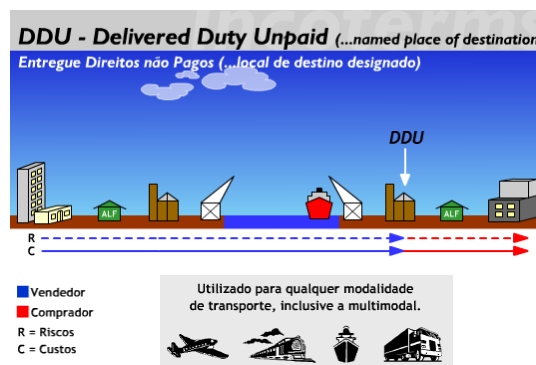 incoterms
DDU - Delivered Duty Unpaid (...named place of destination
Entregue Direitos não Pagos (...local de destino designado)
DDU
ALF
ALF
R
C
Vendedor
Comprador
R = Riscos
C = Custos
Utilizado para qualquer modalidade
de transporte, inclusive a multimodal.